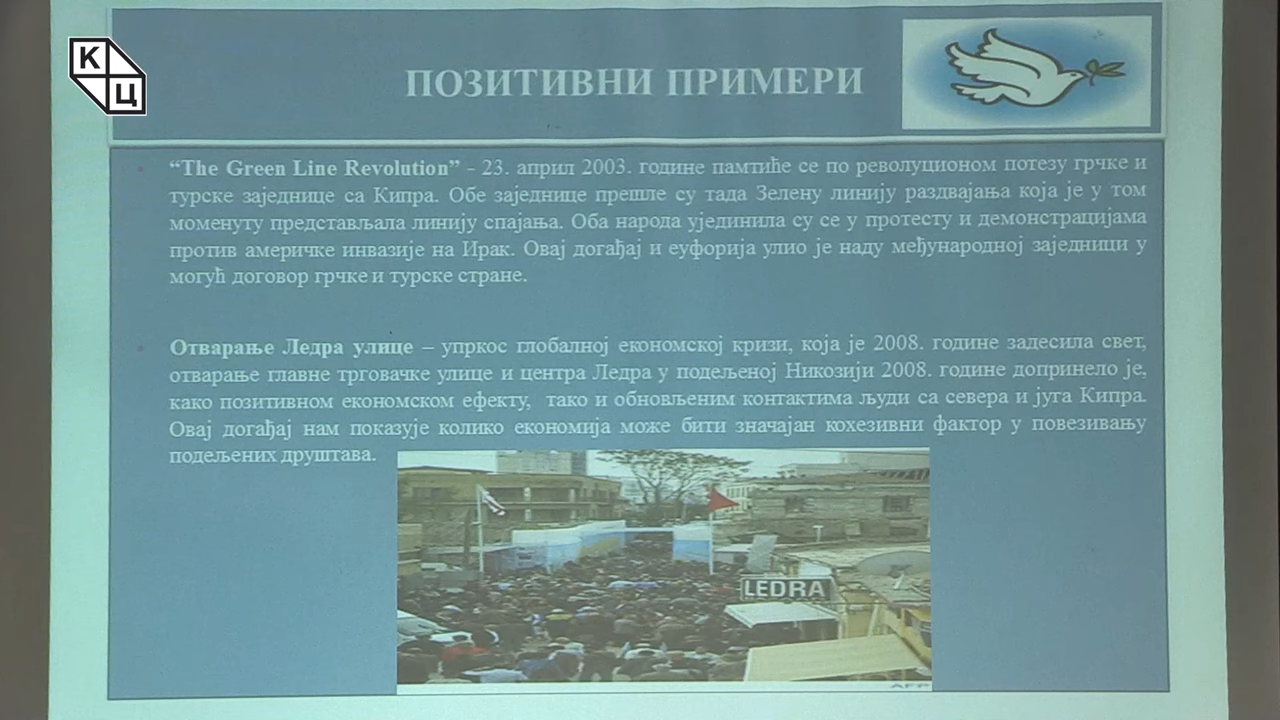 К
Ц
ПОЗИТИВНИ ПРИМЕРИ
“The Green Line Revolution” - 23. април 2003. године памтиће се по револуционом потезу грчке и
турске заједнице са Кипра. Обе заједнице прешле су тада Зелену линију раздвајања која је у том
моменуту представљала линију спајања. Оба народа ујединила су се у протесту и демонстрацијама
против америчке инвазије на Ирак. Овај догађај и еуфорија улио је наду међународној заједници у
могућ договор грчке и турске стране.
Отварање Ледра улице – упркос глобалној економској кризи, која је 2008. године задесила свет,
отварање главне трговачке улице и центра Ледра у подељеној Никозији 2008. године допринело је,
како позитивном економском ефекту, тако и обновљеним контактима људи са севера и југа Кипра.
Овај догађај нам показује колико економија може бити значајан кохезивни фактор у повезивању
подељених друштава.
LEDRA
AFP